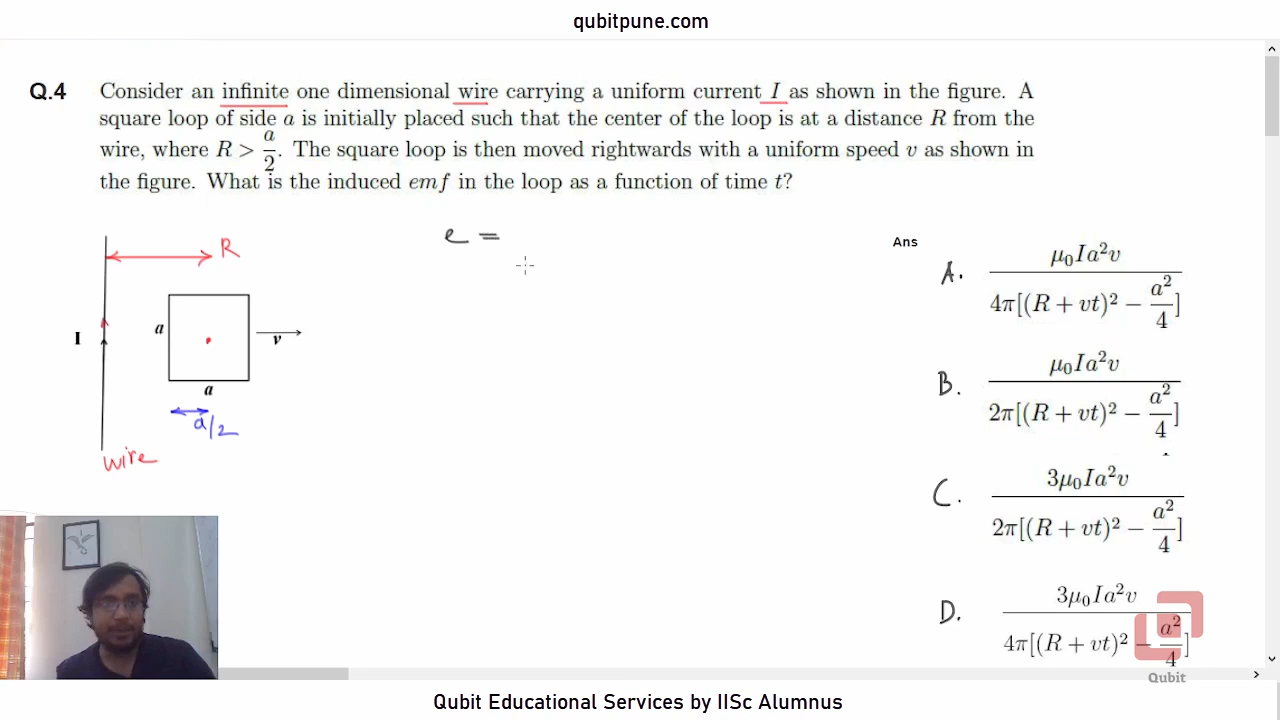 qubitpune.com
Q.4 Consider an infinite one dimensional wire carrying a uniform current I as shown in the figure. A
square loop of side a is initially placed such that the center of the loop is at a distance R from the
wire, where R > a/2. The square loop is then moved rightwards with a uniform speed v as shown in
the figure. What is the induced emf in the loop as a function of time t?
R
I
a
v
a
a/2
wire
e =
Ans
A. μ₀Ia²v / 4π[(R + vt)² − a²/4]
B. μ₀Ia²v / 2π[(R + vt)² − a²/4]
C. 3μ₀Ia²v / 2π[(R + vt)² − a²/4]
D. 3μ₀Ia²v / 4π[(R + vt)² − a²/4]
Qubit
Qubit Educational Services by IISc Alumnus